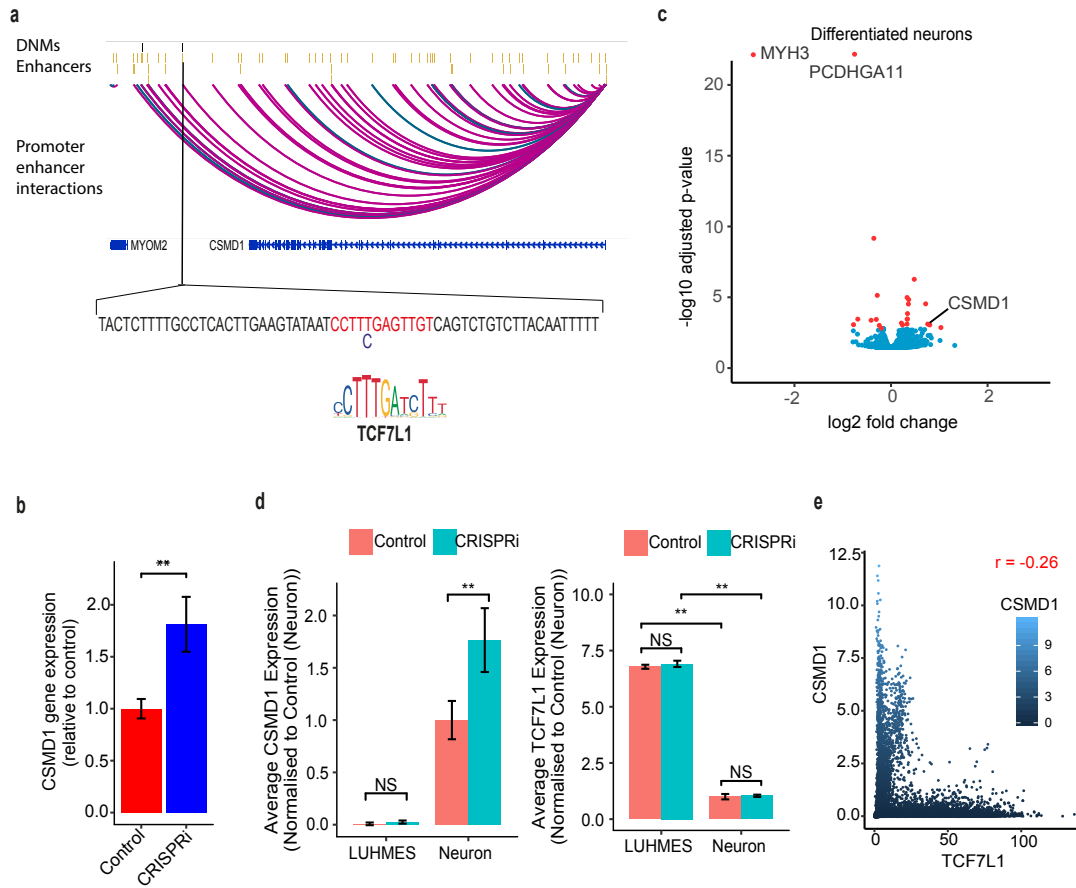 a
DNMs
Enhancers
Promoter
enhancer
interactions
MYOM2
CSMD1
TACTCTTTTGCCTCACTTGAAGTATAATCCTTTGAGTTGTCAGTCTGTCTTACAATTTTT
C
CCTTTGATCTTT
TCF7L1
c
Differentiated neurons
MYH3
PCDHGA11
CSMD1
20
15
10
5
0
-2
0
2
-log10 adjusted p-value
log2 fold change
b
CSMD1 gene expression
(relative to control)
2.0
1.5
1.0
0.5
0.0
**
Control
CRISPRi
d
Control
CRISPRi
Average CSMD1 Expression
(Normalised to Control (Neuron))
2.0
1.5
1.0
0.5
0.0
NS
**
LUHMES
Neuron
Control
CRISPRi
Average TCF7L1 Expression
(Normalised to Control (Neuron))
10.0
7.5
5.0
2.5
0.0
**
**
NS
NS
LUHMES
Neuron
e
r = -0.26
CSMD1
9
6
3
0
CSMD1
12.5
10.0
7.5
5.0
2.5
0.0
0
50
100
TCF7L1